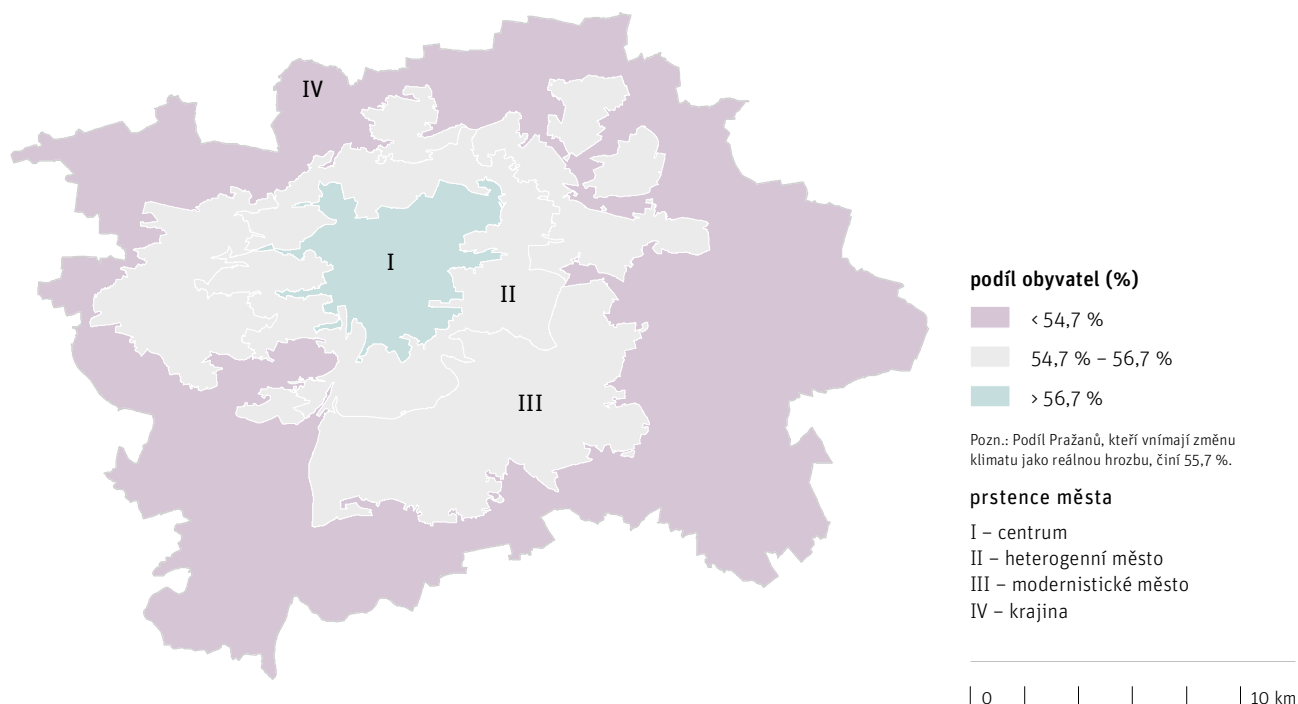 IV
I
II
III
podíl obyvatel (%)
< 54,7 %
54,7 % – 56,7 %
> 56,7 %
Pozn.: Podíl Pražanů, kteří vnímají změnu
klimatu jako reálnou hrozbu, činí 55,7 %.
prstence města
I – centrum
II – heterogenní město
III – modernistické město
IV – krajina
0 10 km